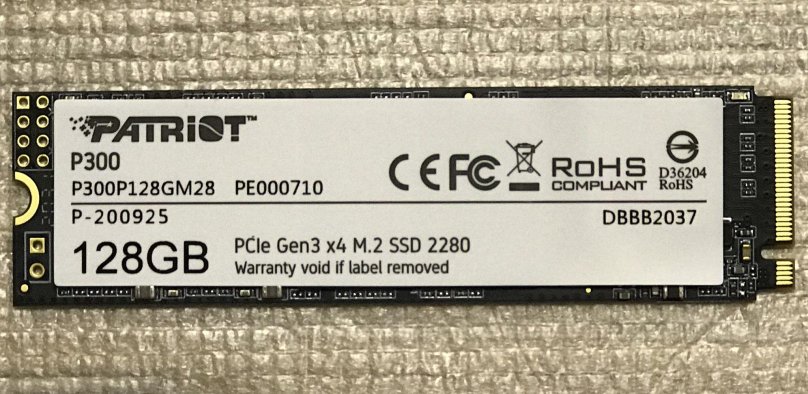 PATRIOT™
P300
P300P128GM28 PE000710
CE FC RoHS COMPLIANT
D36204
RoHS
P-200925 DBBB2037
128GB
PCIe Gen3 x4 M.2 SSD 2280
Warranty void if label removed